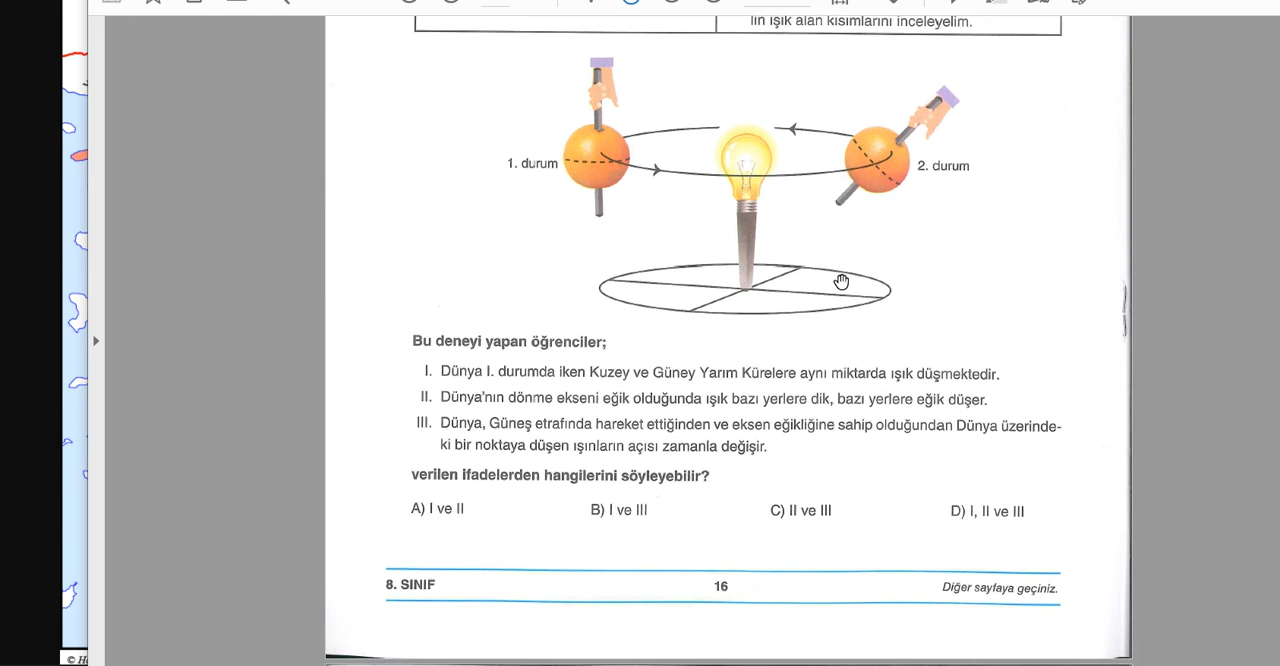 lin ışık alan kısımlarını inceleyelim.
1. durum
2. durum
Bu deneyi yapan öğrenciler;
I. Dünya I. durumda iken Kuzey ve Güney Yarım Kürelere aynı miktarda ışık düşmektedir.
II. Dünya'nın dönme ekseni eğik olduğunda ışık bazı yerlere dik, bazı yerlere eğik düşer.
III. Dünya, Güneş etrafında hareket ettiğinden ve eksen eğikliğine sahip olduğundan Dünya üzerinde-
ki bir noktaya düşen ışınların açısı zamanla değişir.
verilen ifadelerden hangilerini söyleyebilir?
A) I ve II B) I ve III C) II ve III D) I, II ve III
8. SINIF 16 Diğer sayfaya geçiniz.